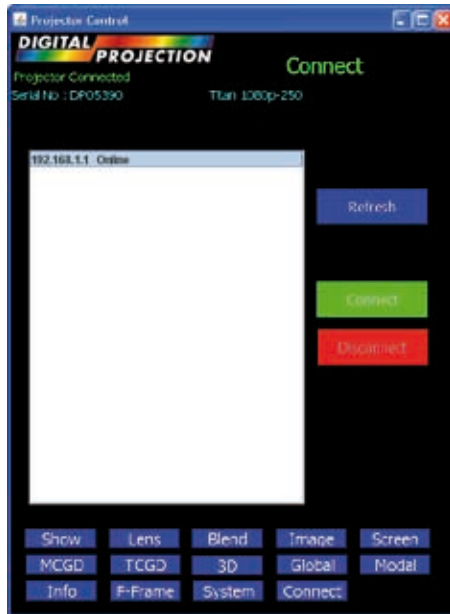 Projector Control
DIGITAL PROJECTION
Connect
Projector Connected
Serial No : DP05390 Titan 1080p-250
192.168.1.1 Online
Refresh
Connect
Disconnect
Show Lens Blend Image Screen
MCGD TCGD 3D Global Modal
Info F-Frame System Connect